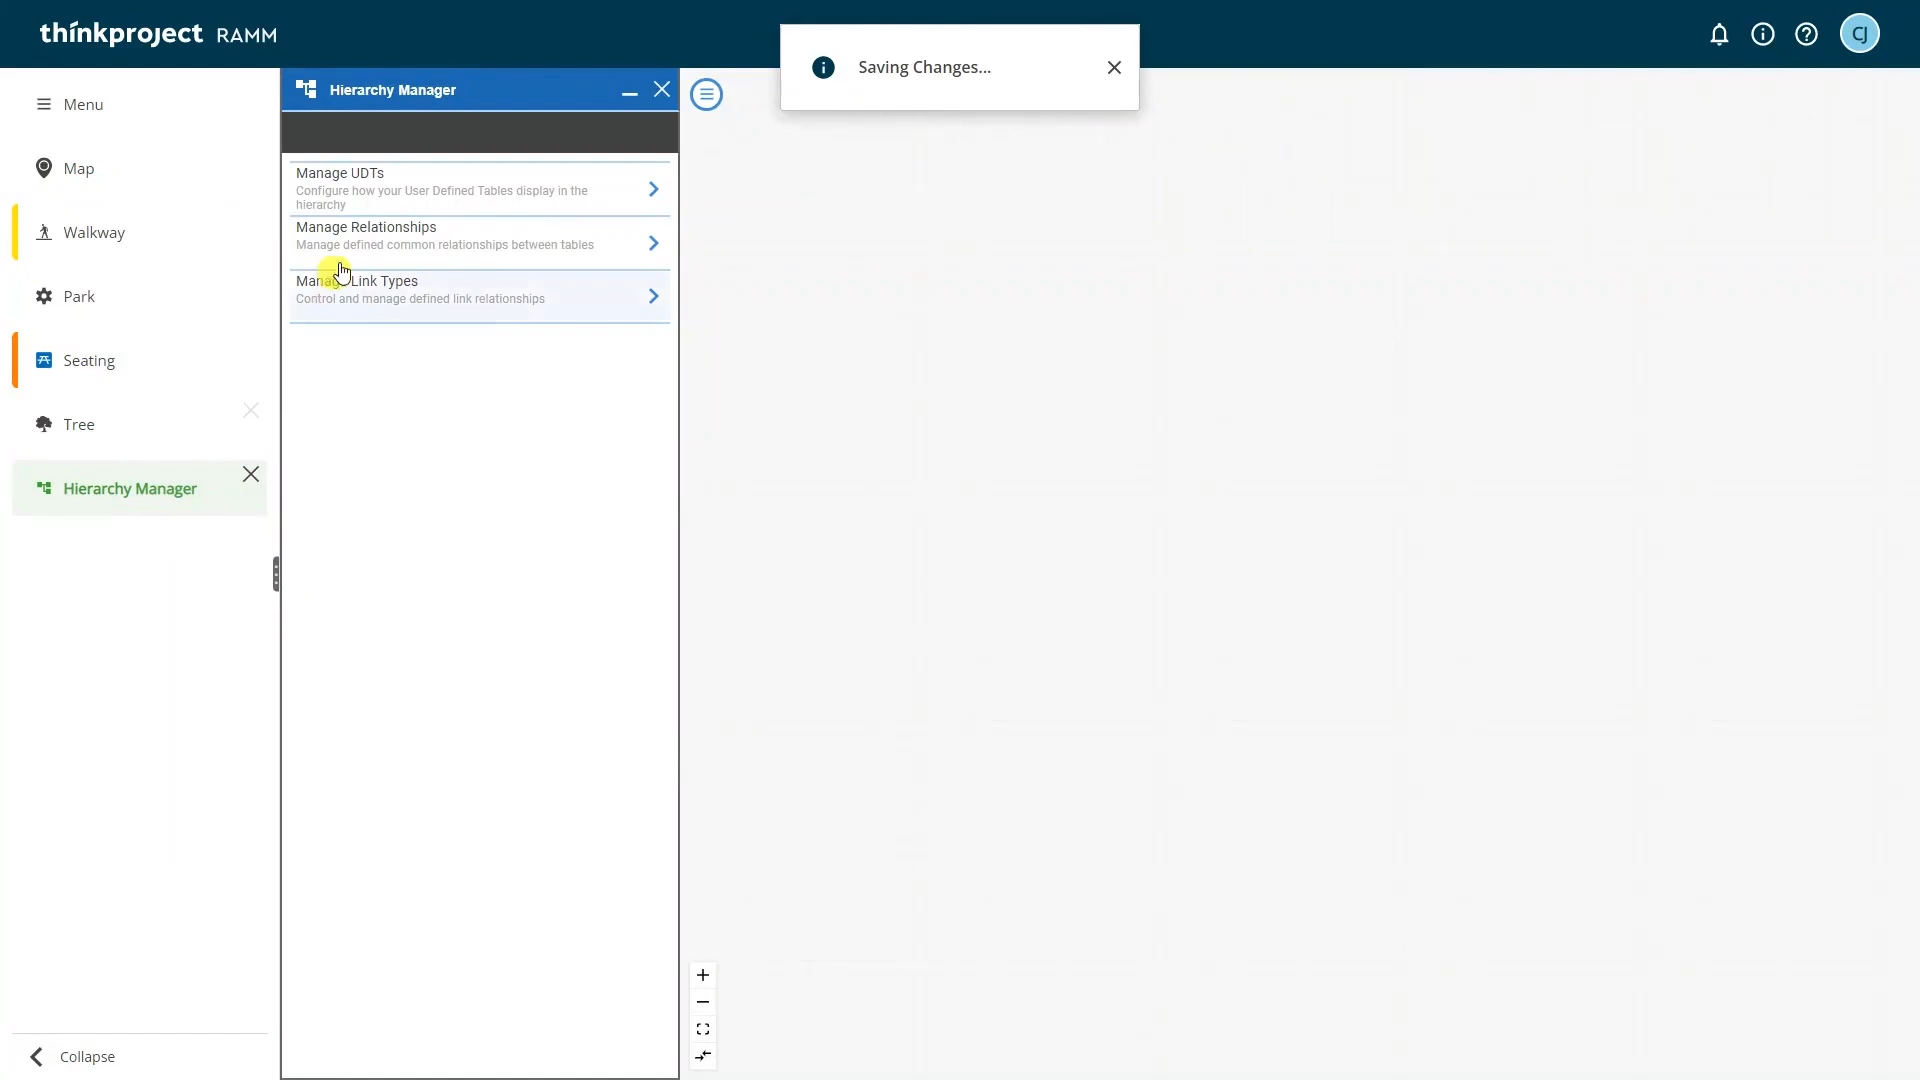 thinkproject RAMM
CJ
Saving Changes...
Menu
Map
Walkway
Park
Seating
Tree
Hierarchy Manager
Collapse
Hierarchy Manager
Manage UDTs
Configure how your User Defined Tables display in the
hierarchy
Manage Relationships
Manage defined common relationships between tables
Manage Link Types
Control and manage defined link relationships